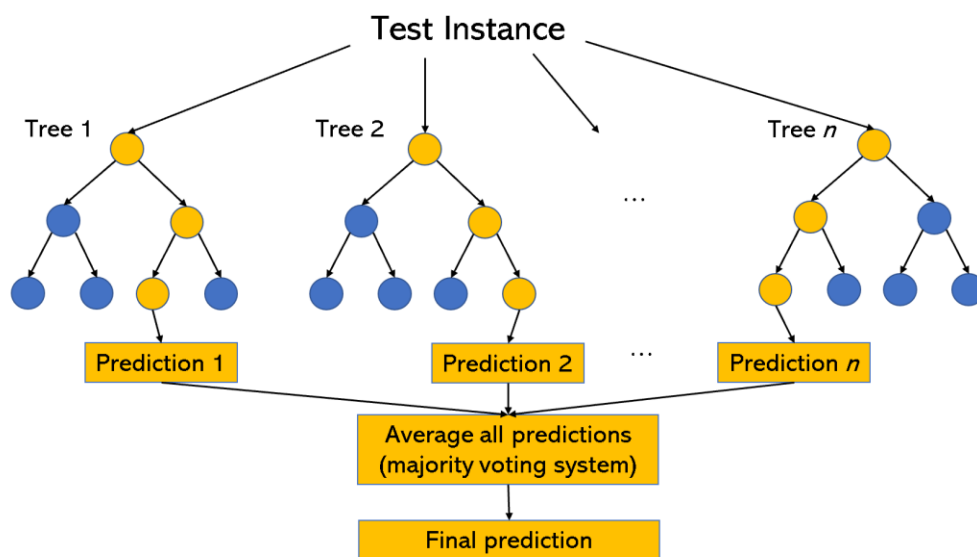 Test Instance
Tree 1
Tree 2
Tree n
...
Prediction 1
Prediction 2
...
Prediction n
Average all predictions
(majority voting system)
Final prediction